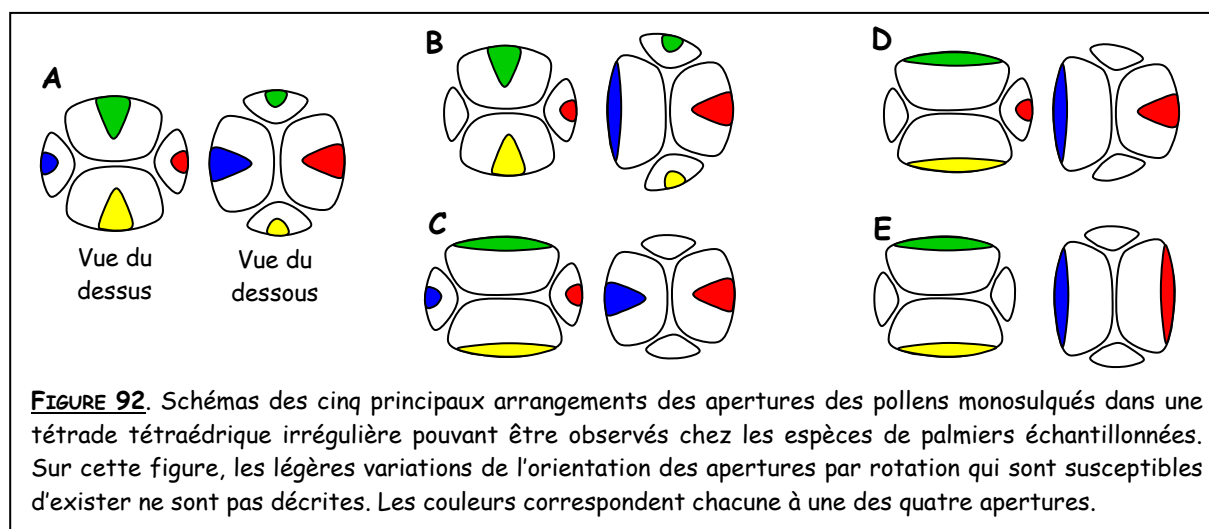 A
Vue du
dessus
Vue du
dessous
B
C
D
E
FIGURE 92. Schémas des cinq principaux arrangements des apertures des pollens monosulqués dans une
tétrade tétraédrique irrégulière pouvant être observés chez les espèces de palmiers échantillonnées.
Sur cette figure, les légères variations de l'orientation des apertures par rotation qui sont susceptibles
d'exister ne sont pas décrites. Les couleurs correspondent chacune à une des quatre apertures.